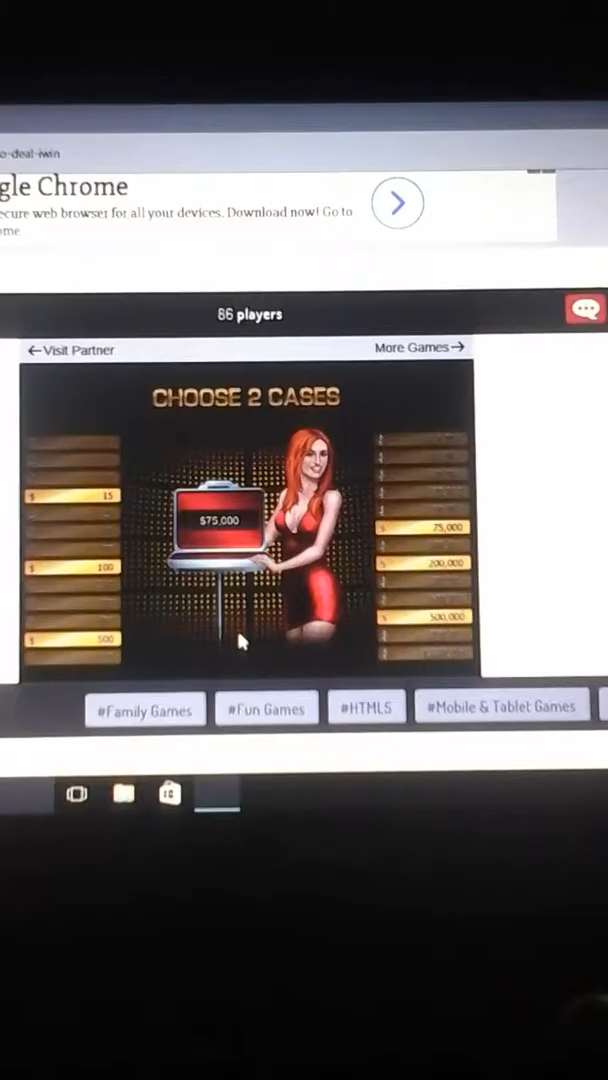 o-deal-iwin
gle Chrome
ecure web browser for all your devices. Download now! Go to
ome
86 players
←Visit Partner
More Games→
CHOOSE 2 CASES
$ 15
$75,000
75,000
$ 100
200,000
500,000
$ 500
#Family Games
#Fun Games
#HTML5
#Mobile & Tablet Games